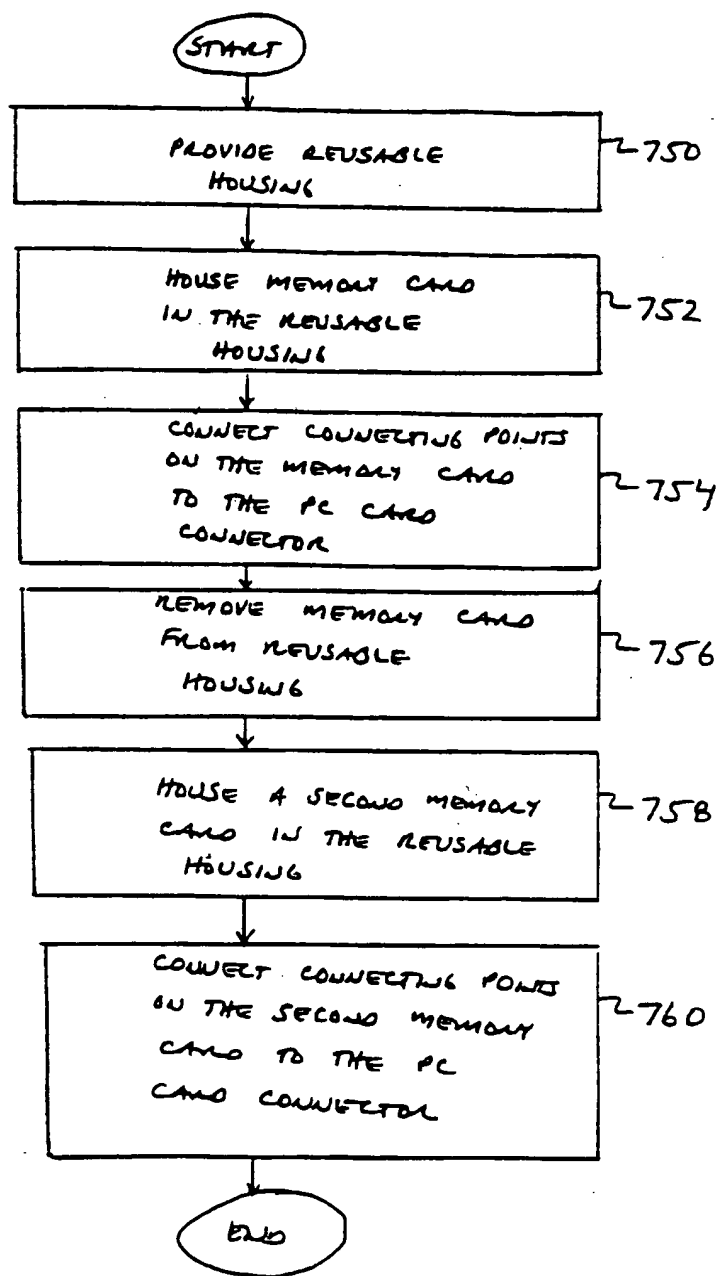 START
PROVIDE REUSABLE
HOUSING
750
HOUSE MEMORY CARD
IN THE REUSABLE
HOUSING
752
CONNECT CONNECTING POINTS
ON THE MEMORY CARD
TO THE PC CARD
CONNECTOR
754
REMOVE MEMORY CARD
FROM REUSABLE
HOUSING
756
HOUSE A SECOND MEMORY
CARD IN THE REUSABLE
HOUSING
758
CONNECT CONNECTING POINTS
ON THE SECOND MEMORY
CARD TO THE PC
CARD CONNECTOR
760
END